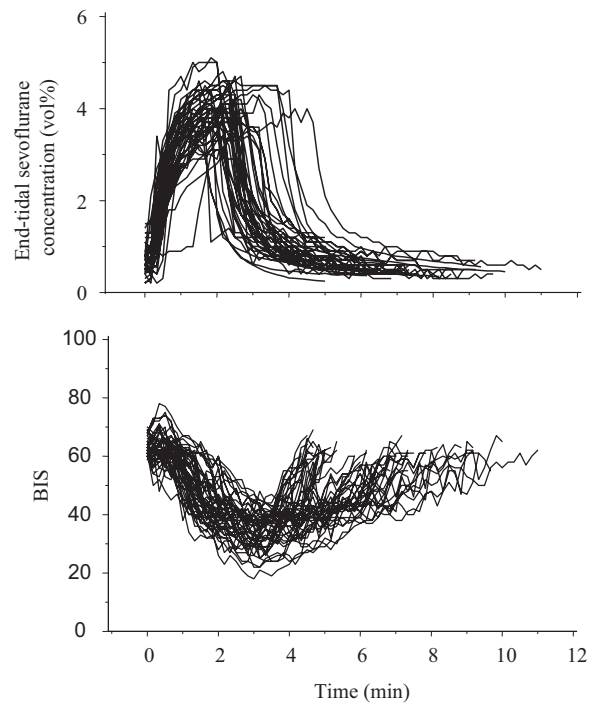 End-tidal sevoflurane
concentration (vol%)
6
4
2
0
BIS
100
80
60
40
20
0
0 2 4 6 8 10 12
Time (min)